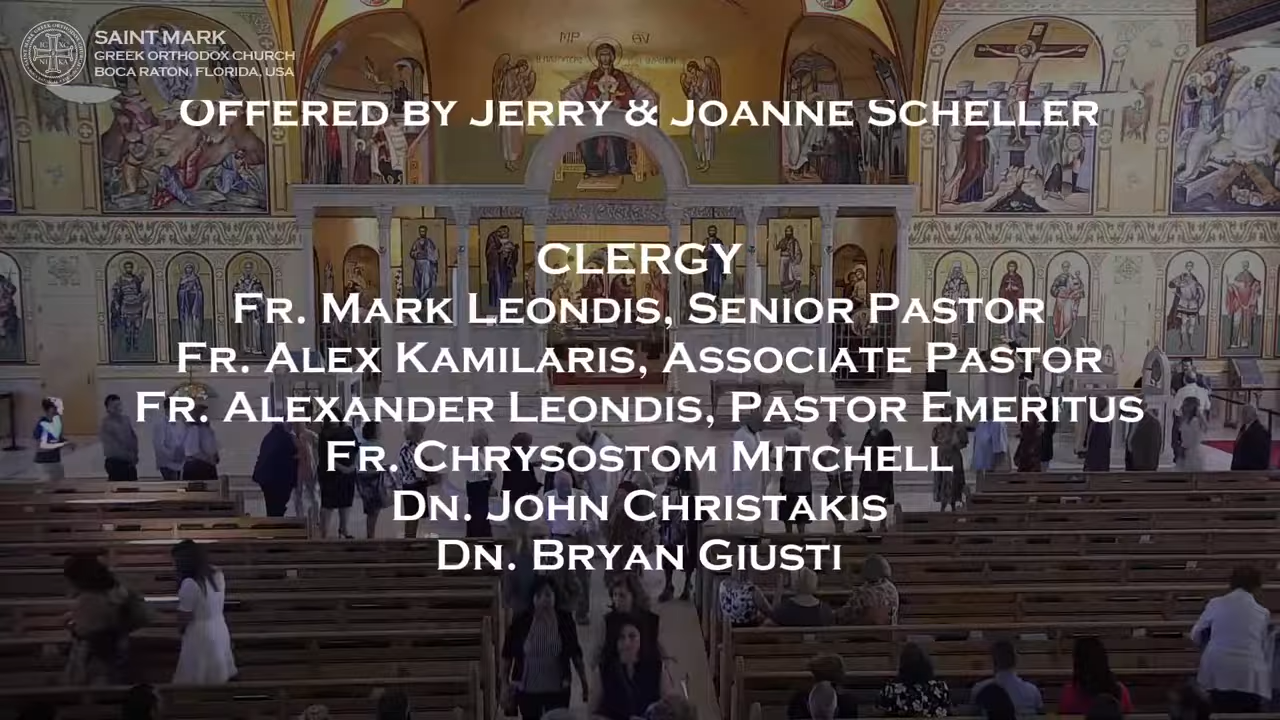 SAINT MARK
GREEK ORTHODOX CHURCH
BOCA RATON, FLORIDA, USA
OFFERED BY JERRY & JOANNE SCHELLER
CLERGY
FR. MARK LEONDIS, SENIOR PASTOR
FR. ALEX KAMILARIS, ASSOCIATE PASTOR
FR. ALEXANDER LEONDIS, PASTOR EMERITUS
FR. CHRYSOSTOM MITCHELL
DN. JOHN CHRISTAKIS
DN. BRYAN GIUSTI